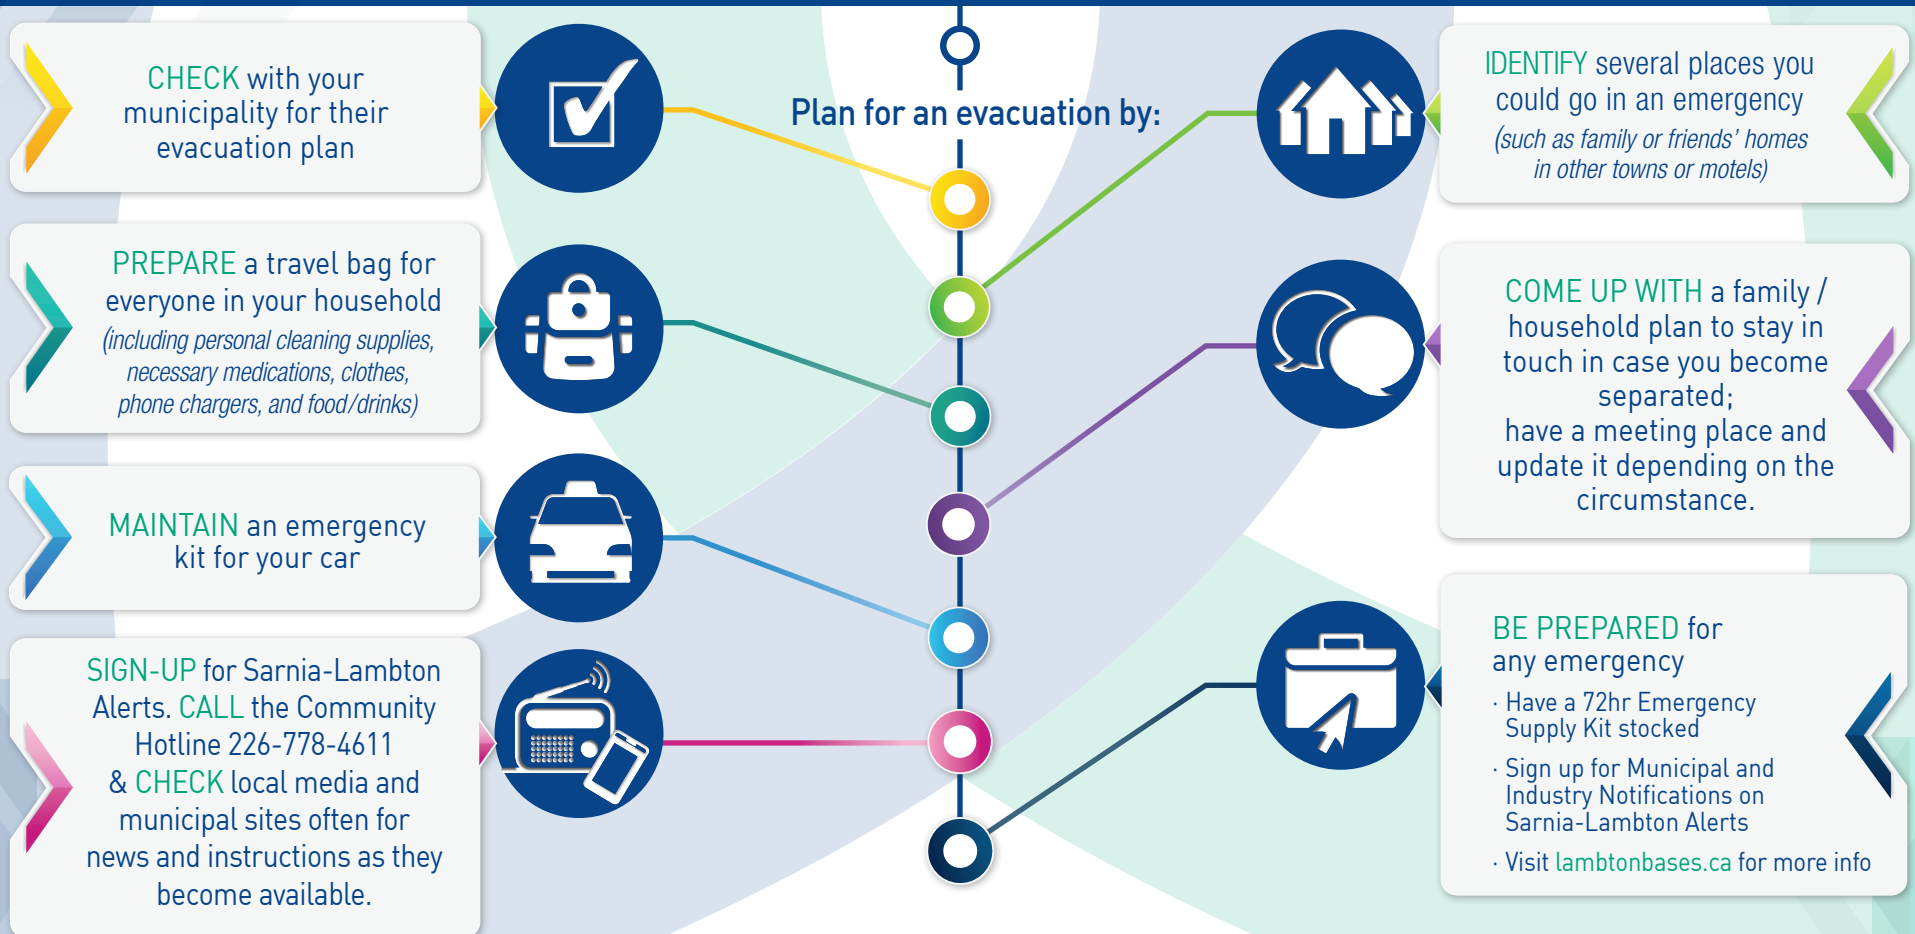 Plan for an evacuation by:
CHECK with your
municipality for their
evacuation plan
IDENTIFY several places you
could go in an emergency
(such as family or friends’ homes
in other towns or motels)
PREPARE a travel bag for
everyone in your household
(including personal cleaning supplies,
necessary medications, clothes,
phone chargers, and food/drinks)
COME UP WITH a family /
household plan to stay in
touch in case you become
separated;
have a meeting place and
update it depending on the
circumstance.
MAINTAIN an emergency
kit for your car
SIGN-UP for Sarnia-Lambton
Alerts. CALL the Community
Hotline 226-778-4611
& CHECK local media and
municipal sites often for
news and instructions as they
become available.
BE PREPARED for
any emergency
· Have a 72hr Emergency
Supply Kit stocked
· Sign up for Municipal and
Industry Notifications on
Sarnia-Lambton Alerts
· Visit lambtonbases.ca for more info